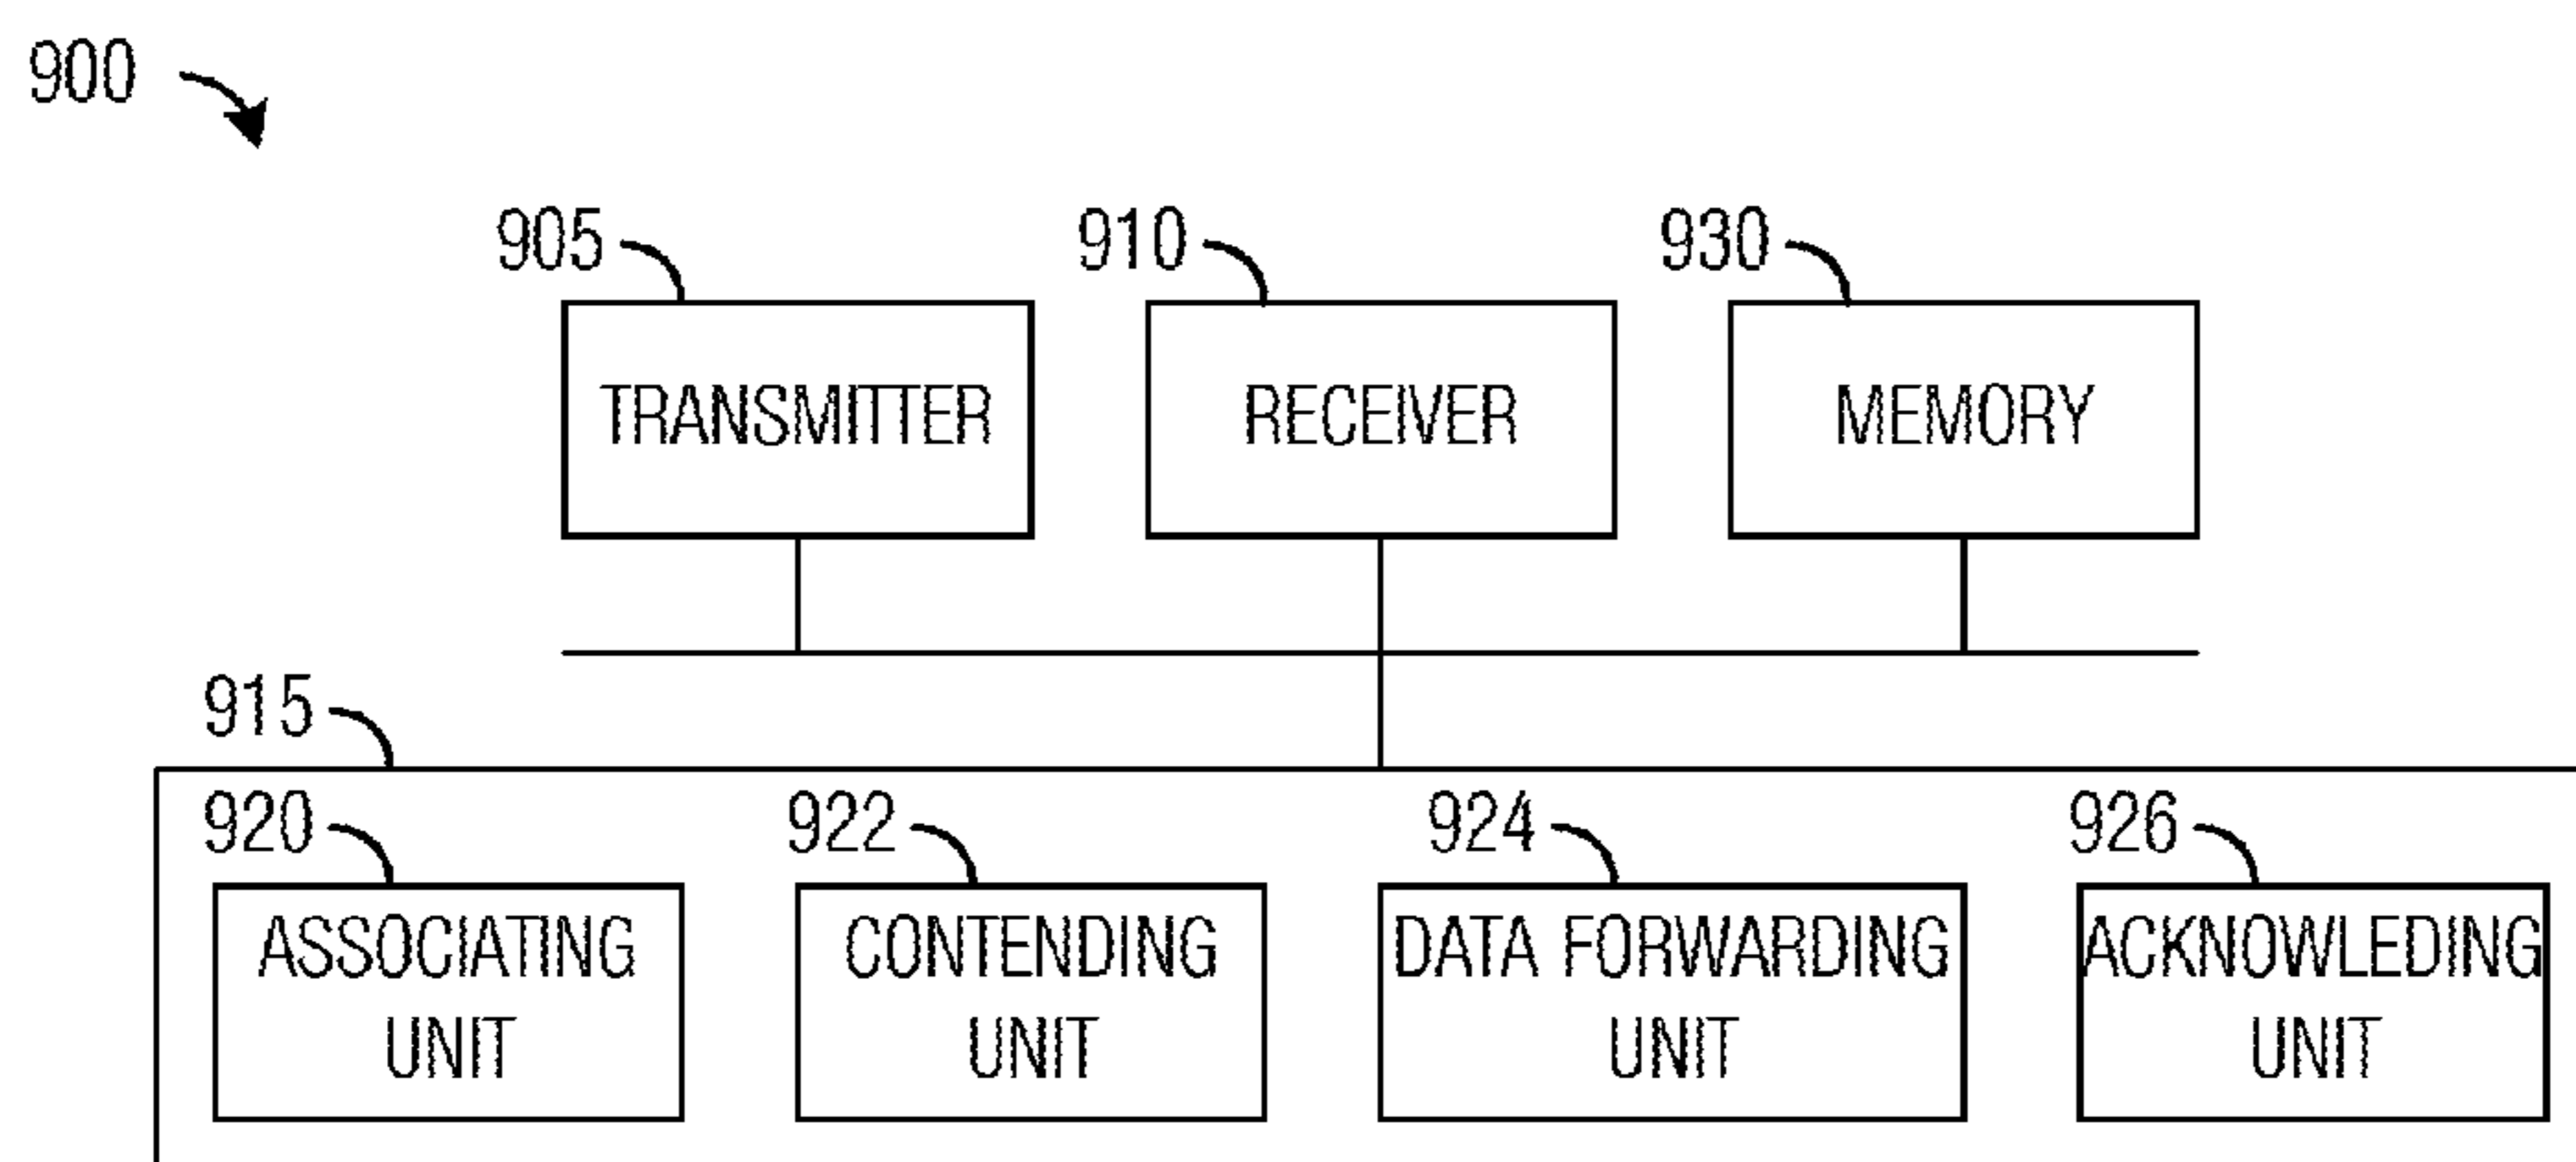 900
905 910 930
TRANSMITTER RECEIVER MEMORY
915
920 922 924 926
ASSOCIATING CONTENDING DATA FORWARDING ACKNOWLEDING
UNIT UNIT UNIT UNIT